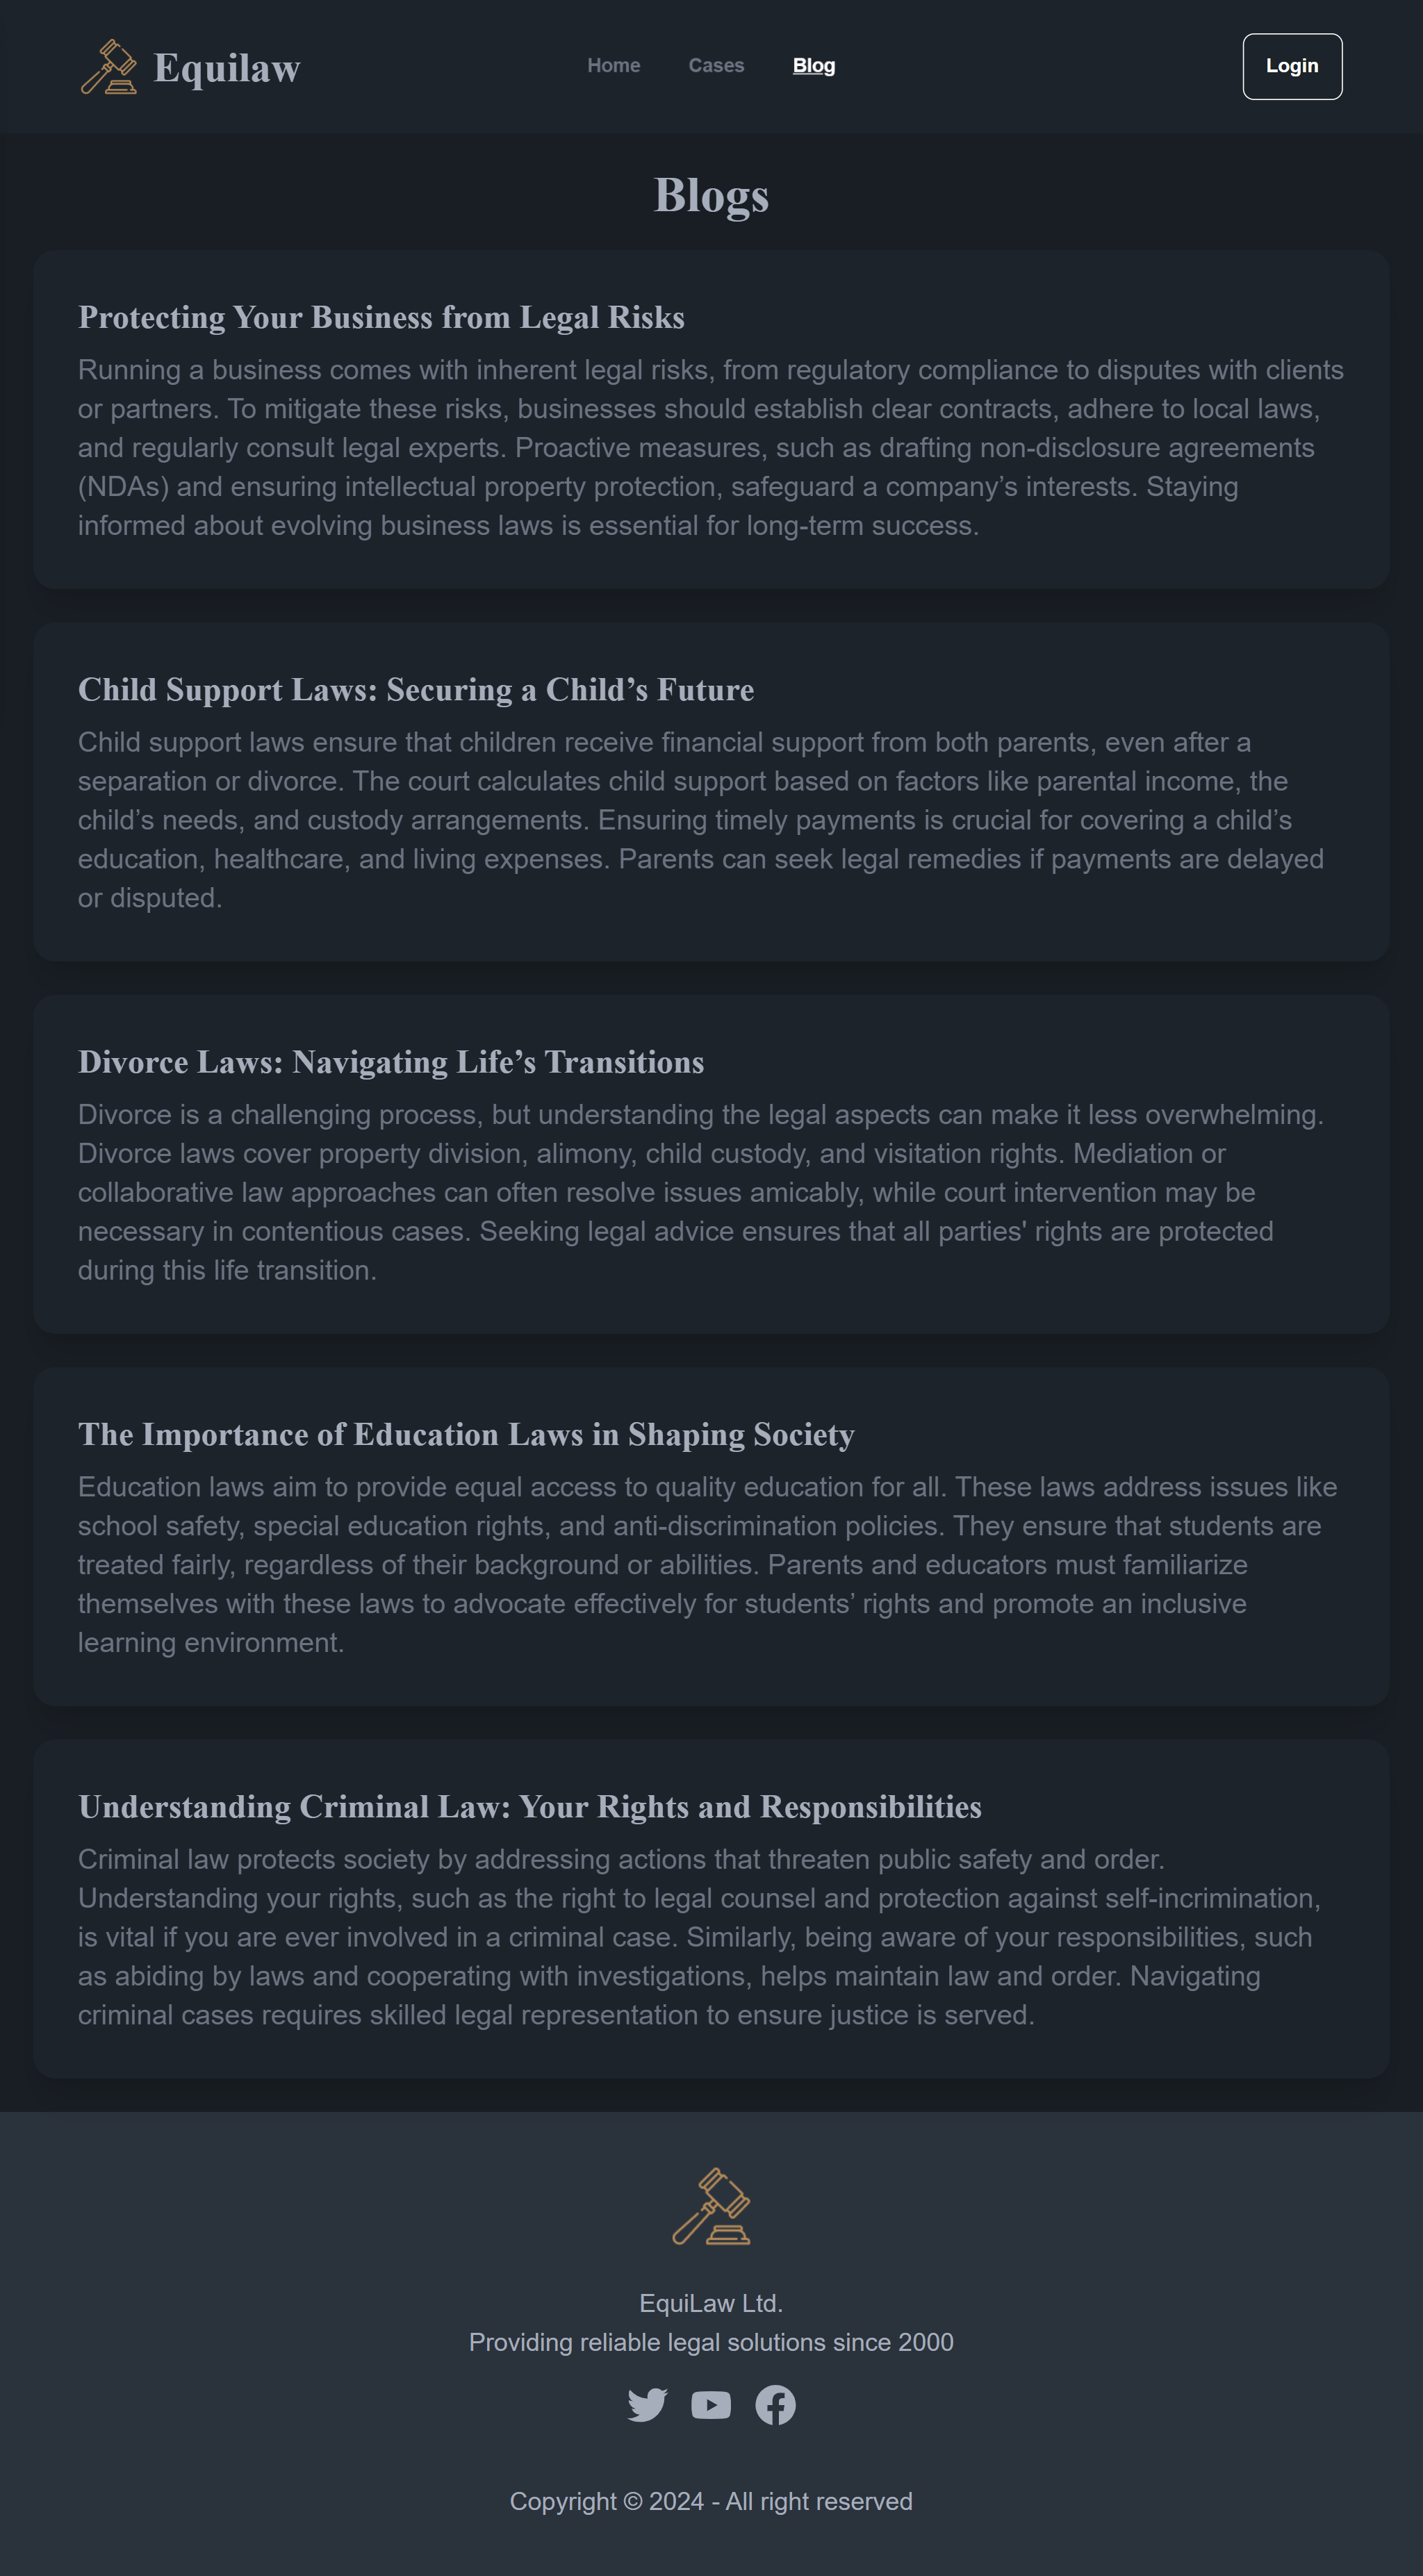 Equilaw
Home
Cases
Blog
Login
Blogs
Protecting Your Business from Legal Risks
Running a business comes with inherent legal risks, from regulatory compliance to disputes with clients
or partners. To mitigate these risks, businesses should establish clear contracts, adhere to local laws,
and regularly consult legal experts. Proactive measures, such as drafting non-disclosure agreements
(NDAs) and ensuring intellectual property protection, safeguard a company’s interests. Staying
informed about evolving business laws is essential for long-term success.
Child Support Laws: Securing a Child’s Future
Child support laws ensure that children receive financial support from both parents, even after a
separation or divorce. The court calculates child support based on factors like parental income, the
child’s needs, and custody arrangements. Ensuring timely payments is crucial for covering a child’s
education, healthcare, and living expenses. Parents can seek legal remedies if payments are delayed
or disputed.
Divorce Laws: Navigating Life’s Transitions
Divorce is a challenging process, but understanding the legal aspects can make it less overwhelming.
Divorce laws cover property division, alimony, child custody, and visitation rights. Mediation or
collaborative law approaches can often resolve issues amicably, while court intervention may be
necessary in contentious cases. Seeking legal advice ensures that all parties' rights are protected
during this life transition.
The Importance of Education Laws in Shaping Society
Education laws aim to provide equal access to quality education for all. These laws address issues like
school safety, special education rights, and anti-discrimination policies. They ensure that students are
treated fairly, regardless of their background or abilities. Parents and educators must familiarize
themselves with these laws to advocate effectively for students’ rights and promote an inclusive
learning environment.
Understanding Criminal Law: Your Rights and Responsibilities
Criminal law protects society by addressing actions that threaten public safety and order.
Understanding your rights, such as the right to legal counsel and protection against self-incrimination,
is vital if you are ever involved in a criminal case. Similarly, being aware of your responsibilities, such
as abiding by laws and cooperating with investigations, helps maintain law and order. Navigating
criminal cases requires skilled legal representation to ensure justice is served.
EquiLaw Ltd.
Providing reliable legal solutions since 2000
Copyright © 2024 - All right reserved